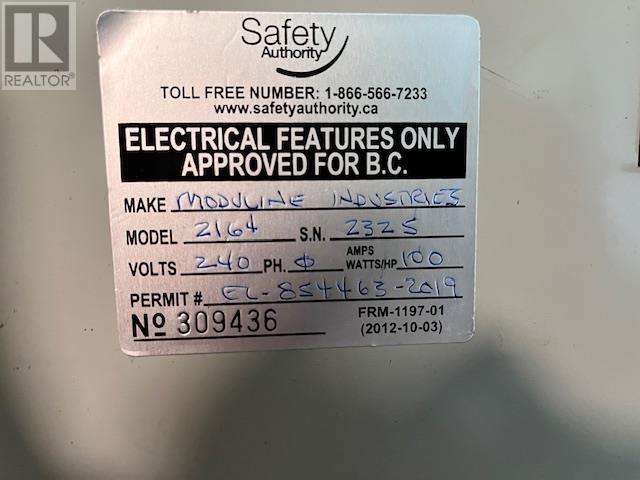 R
REALTOR®
Safety
Authority
TOLL FREE NUMBER: 1-866-566-7233
www.safetyauthority.ca
ELECTRICAL FEATURES ONLY
APPROVED FOR B.C.
MAKE MODULINE INDUSTRIES
MODEL 2164 S.N. 2325
VOLTS 240 PH. ϕ AMPS WATTS/HP 100
PERMIT # EL-854463-2019
Nº 309436 FRM-1197-01
(2012-10-03)